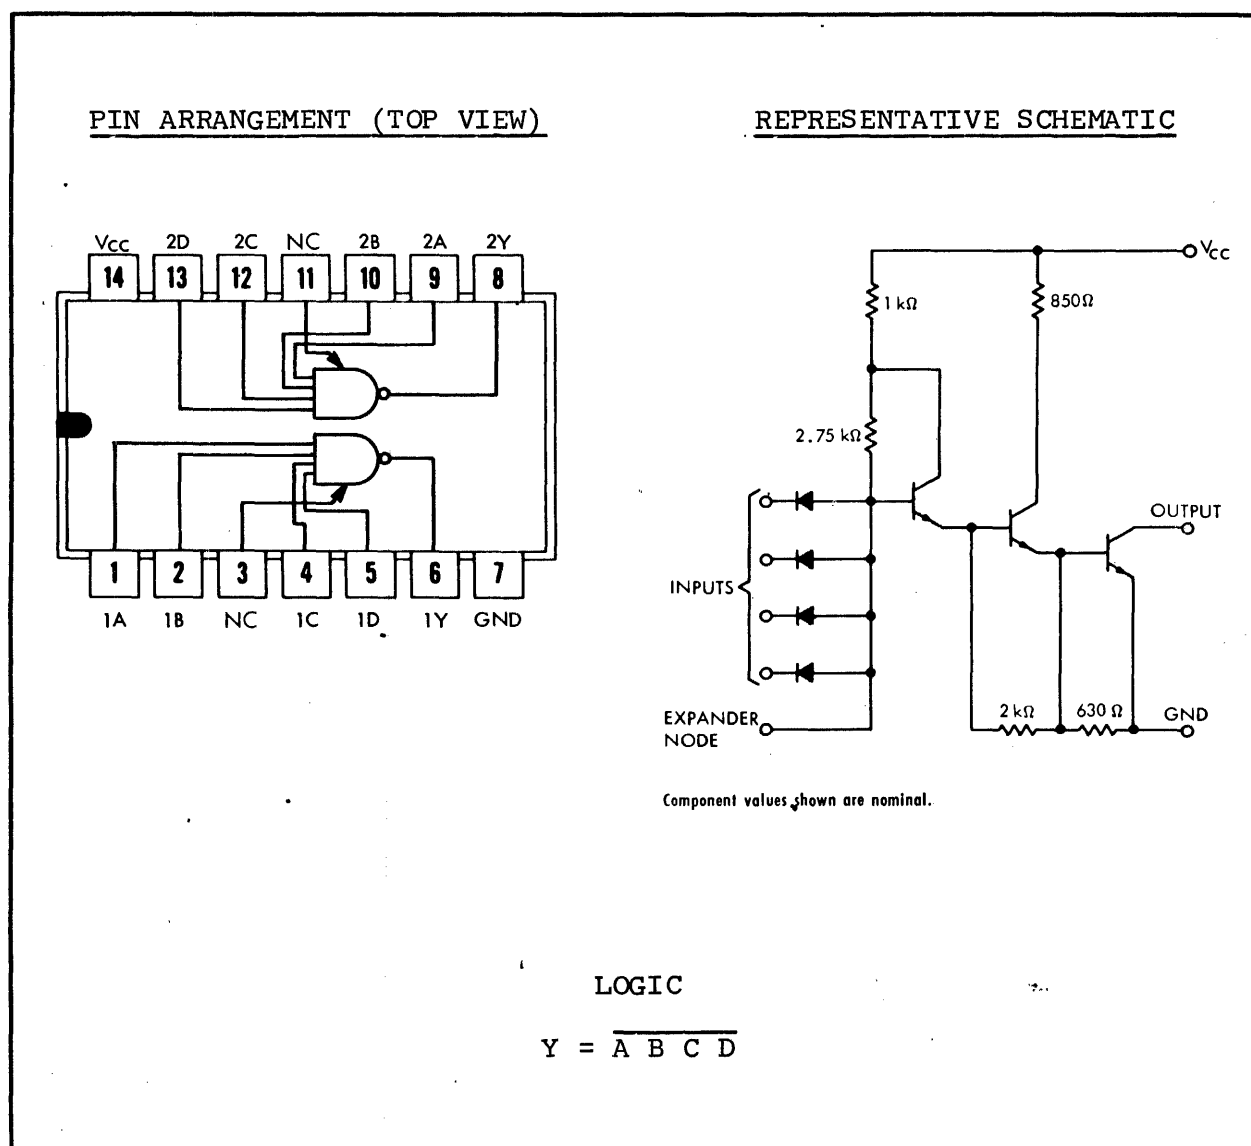 PIN ARRANGEMENT (TOP VIEW)
REPRESENTATIVE SCHEMATIC
VCC 2D 2C NC 2B 2A 2Y
14 13 12 11 10 9 8
1 2 3 4 5 6 7
1A 1B NC 1C 1D 1Y GND
VCC
1 kΩ
850Ω
2.75 kΩ
OUTPUT
INPUTS
2 kΩ
630 Ω
GND
EXPANDER
NODE
Component values shown are nominal.
LOGIC
Y = A B C D